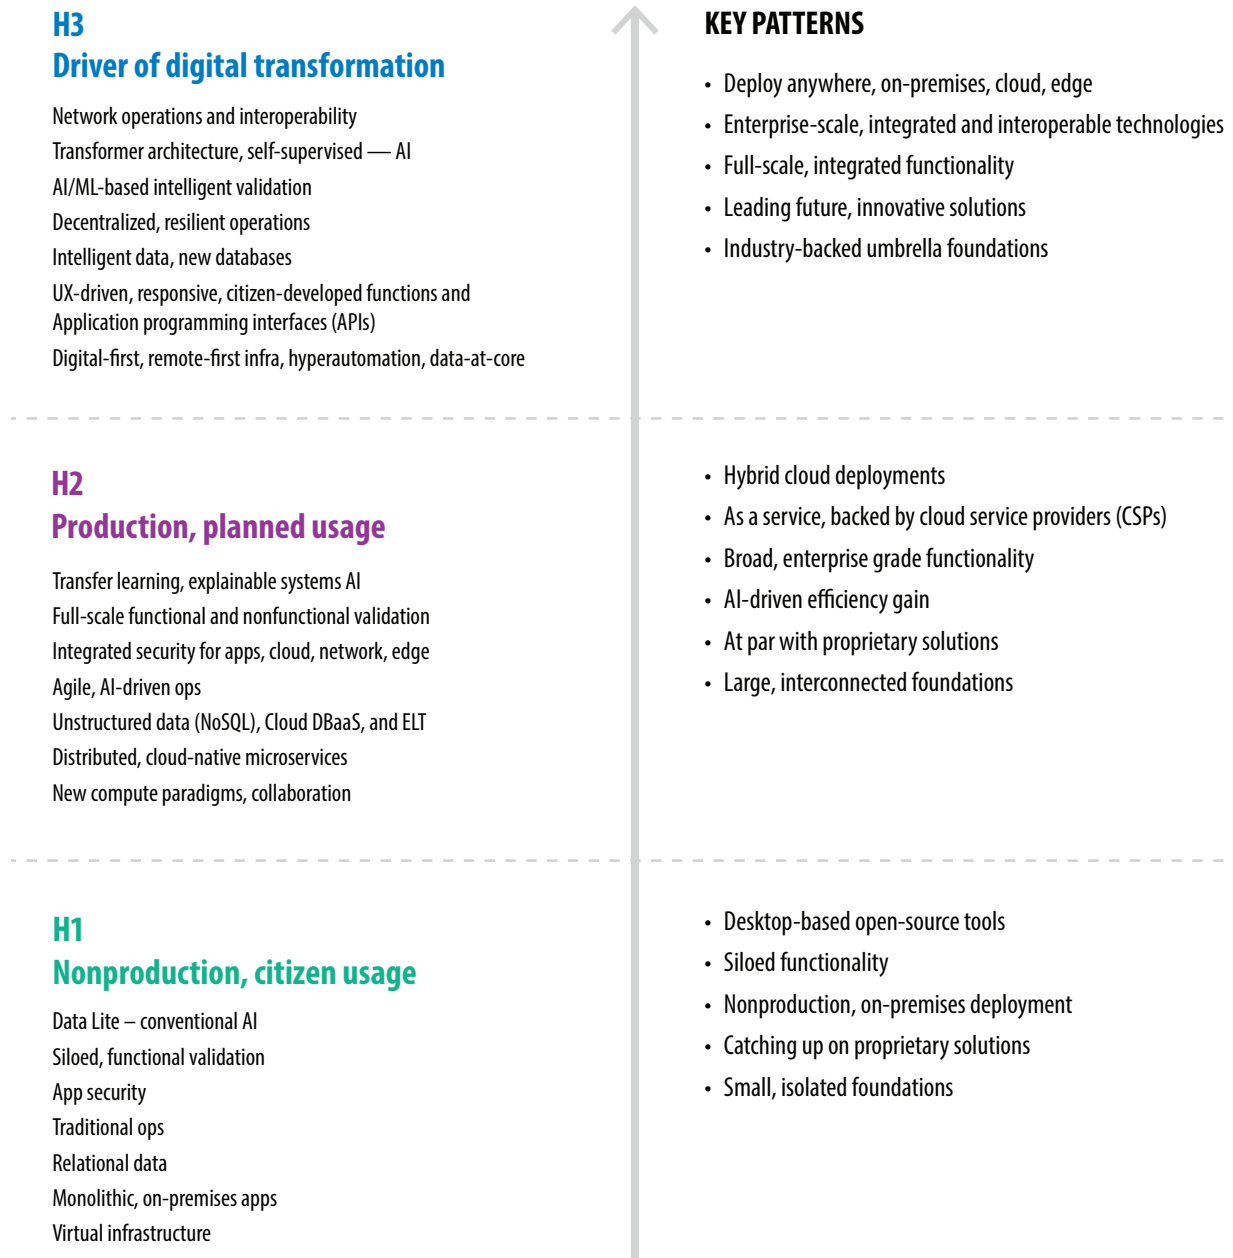 H3
Driver of digital transformation
Network operations and interoperability
Transformer architecture, self-supervised — AI
AI/ML-based intelligent validation
Decentralized, resilient operations
Intelligent data, new databases
UX-driven, responsive, citizen-developed functions and
Application programming interfaces (APIs)
Digital-first, remote-first infra, hyperautomation, data-at-core
KEY PATTERNS
• Deploy anywhere, on-premises, cloud, edge
• Enterprise-scale, integrated and interoperable technologies
• Full-scale, integrated functionality
• Leading future, innovative solutions
• Industry-backed umbrella foundations
H2
Production, planned usage
Transfer learning, explainable systems AI
Full-scale functional and nonfunctional validation
Integrated security for apps, cloud, network, edge
Agile, AI-driven ops
Unstructured data (NoSQL), Cloud DBaaS, and ELT
Distributed, cloud-native microservices
New compute paradigms, collaboration
• Hybrid cloud deployments
• As a service, backed by cloud service providers (CSPs)
• Broad, enterprise grade functionality
• AI-driven efficiency gain
• At par with proprietary solutions
• Large, interconnected foundations
H1
Nonproduction, citizen usage
Data Lite – conventional AI
Siloed, functional validation
App security
Traditional ops
Relational data
Monolithic, on-premises apps
Virtual infrastructure
• Desktop-based open-source tools
• Siloed functionality
• Nonproduction, on-premises deployment
• Catching up on proprietary solutions
• Small, isolated foundations